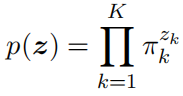 p(z) = ∏_{k=1}^{K} π_k^{z_k}